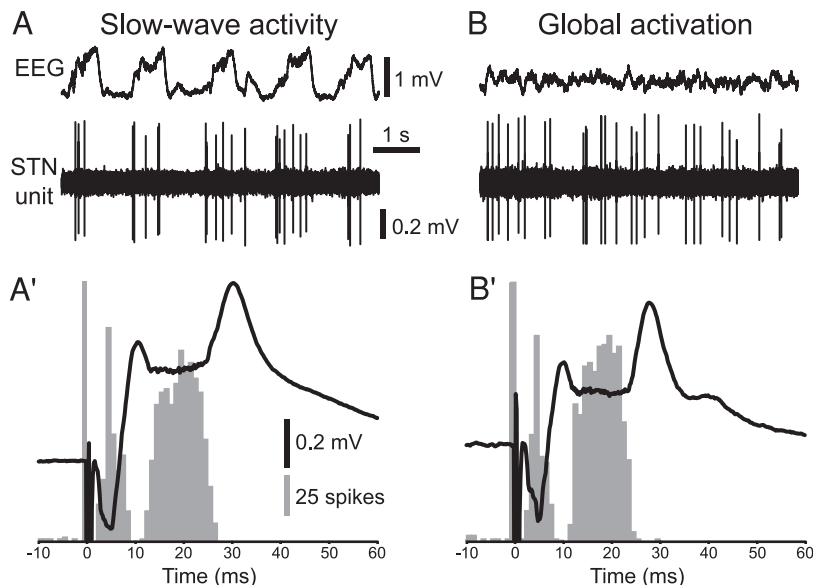 A Slow-wave activity
B Global activation
EEG
1 mV
1 s
STN
unit
0.2 mV
A'
B'
0.2 mV
25 spikes
-10 0 10 20 30 40 50 60
Time (ms)
-10 0 10 20 30 40 50 60
Time (ms)